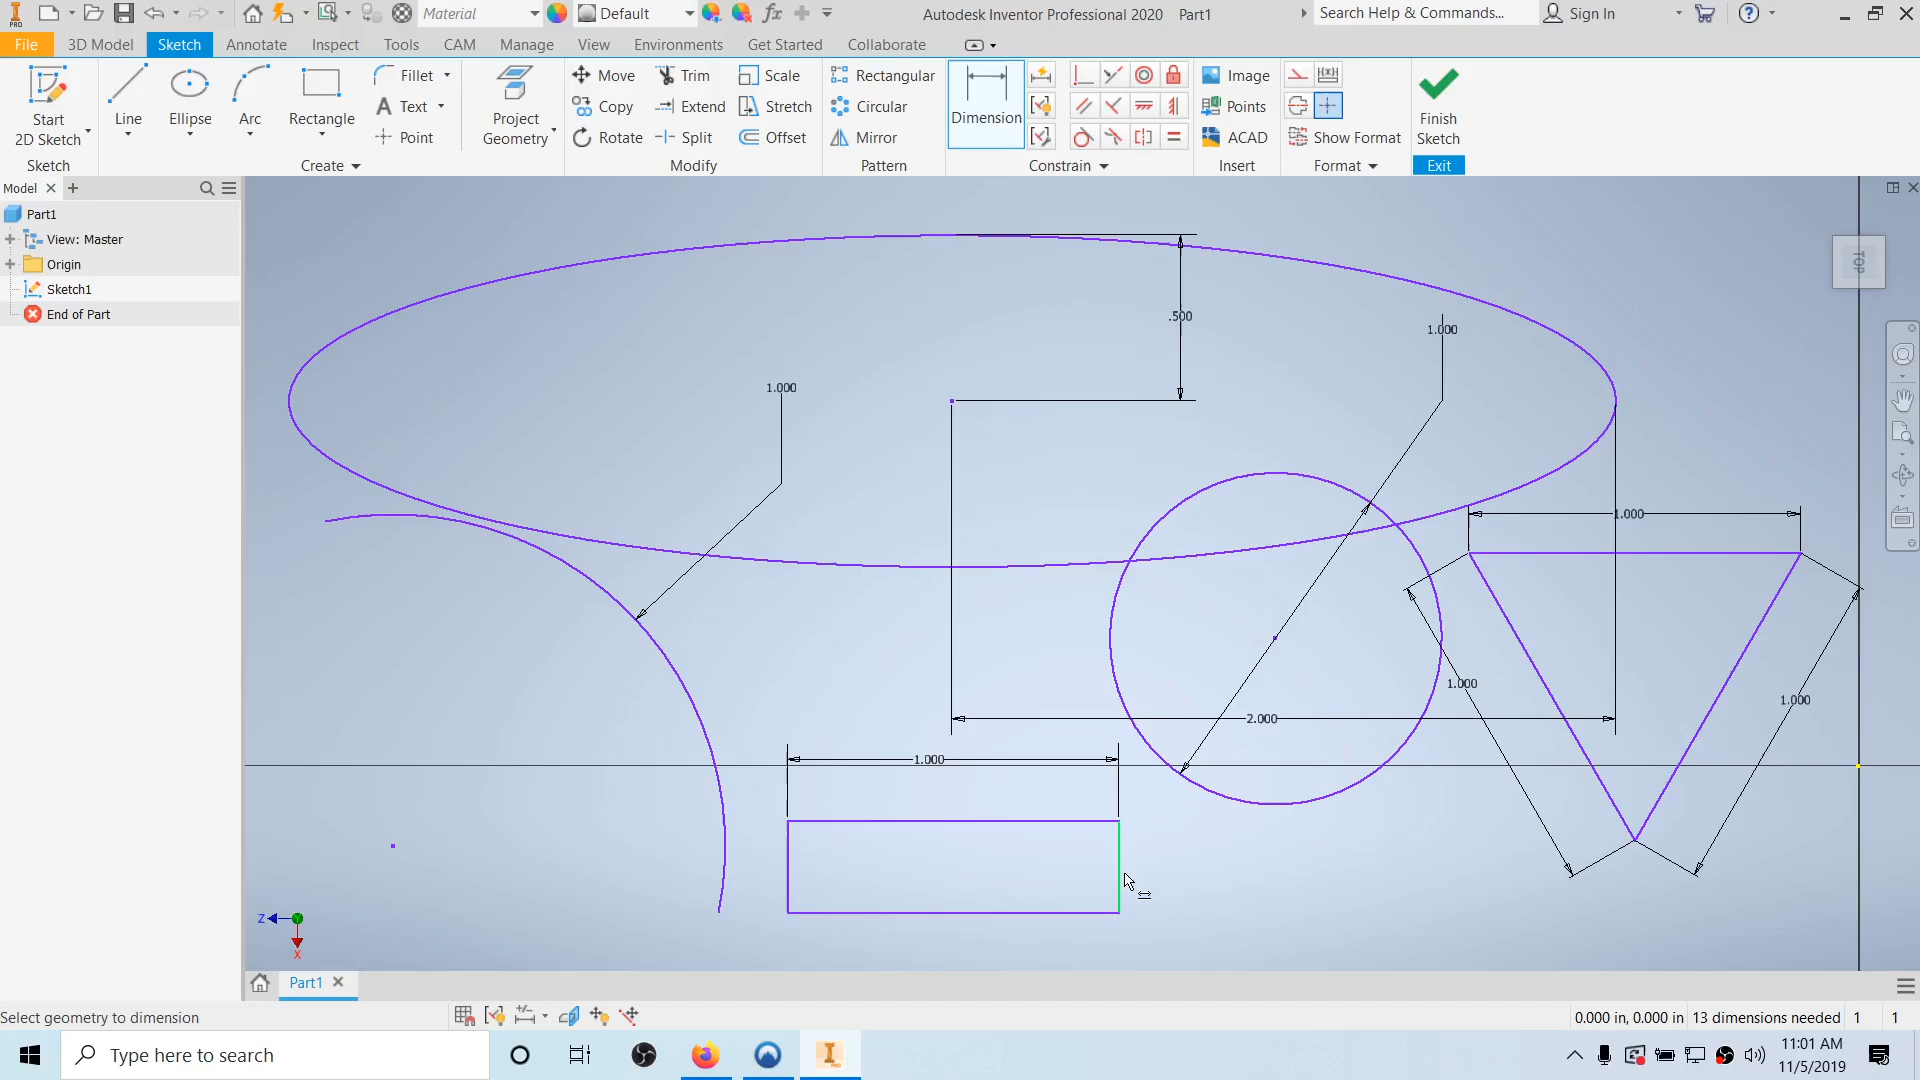 PRO
Material
Default
Autodesk Inventor Professional 2020 Part1
Search Help & Commands...
Sign In
File 3D Model Sketch Annotate Inspect Tools CAM Manage View Environments Get Started Collaborate
Start
2D Sketch
Line
Ellipse
Arc
Rectangle
Fillet
Text
Point
Project
Geometry
Move
Copy
Rotate
Trim
Extend
Split
Scale
Stretch
Offset
Rectangular
Circular
Mirror
Dimension
Image
Points
ACAD
Show Format
Finish
Sketch
Sketch Create Modify Pattern Constrain Insert Format Exit
Model
Part1
View: Master
Origin
Sketch1
End of Part
TOP
.500
1.000
1.000
1.000
1.000
1.000
2.000
1.000
Z
X
Part1
Select geometry to dimension
0.000 in, 0.000 in 13 dimensions needed 1 1
Type here to search
11:01 AM
11/5/2019